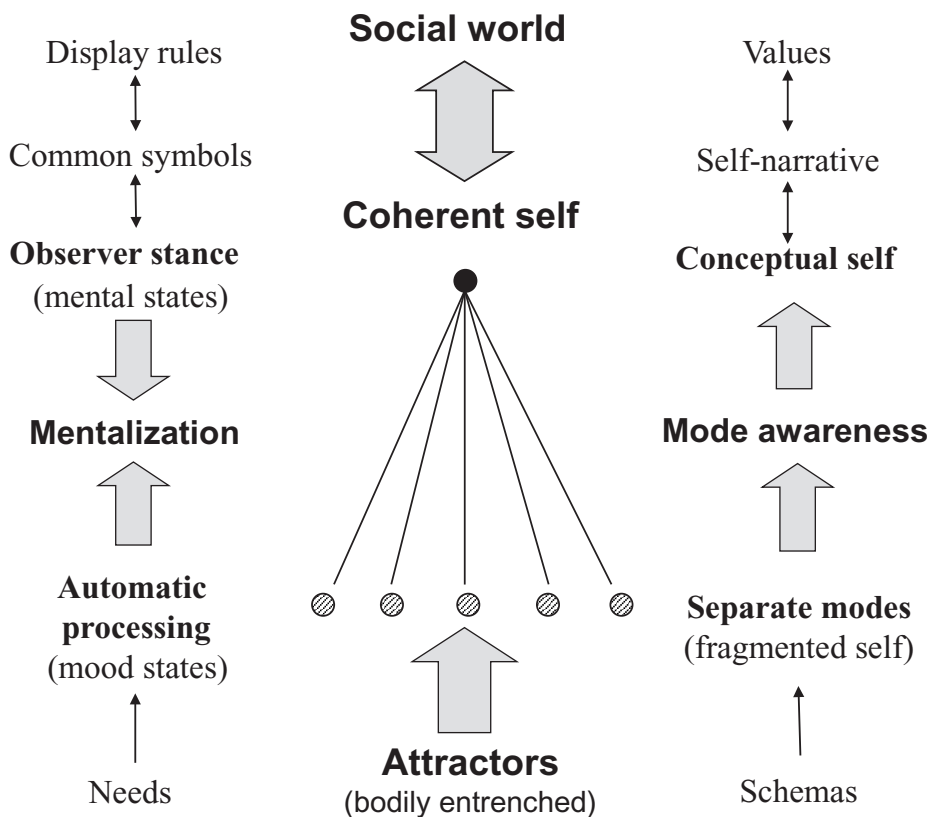 Social world
Display rules
Values
Common symbols
Self-narrative
Coherent self
Observer stance
(mental states)
Conceptual self
Mentalization
Mode awareness
Automatic
processing
(mood states)
Separate modes
(fragmented self)
Attractors
(bodily entrenched)
Needs
Schemas